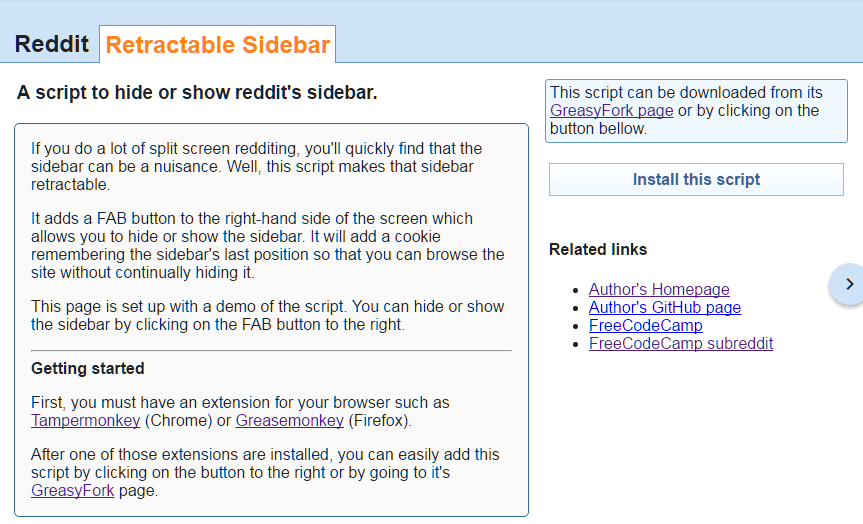 Reddit Retractable Sidebar
A script to hide or show reddit's sidebar.
If you do a lot of split screen redditing, you'll quickly find that the
sidebar can be a nuisance. Well, this script makes that sidebar
retractable.
It adds a FAB button to the right-hand side of the screen which
allows you to hide or show the sidebar. It will add a cookie
remembering the sidebar's last position so that you can browse the
site without continually hiding it.
This page is set up with a demo of the script. You can hide or show
the sidebar by clicking on the FAB button to the right.
Getting started
First, you must have an extension for your browser such as
Tampermonkey (Chrome) or Greasemonkey (Firefox).
After one of those extensions are installed, you can easily add this
script by clicking on the button to the right or by going to it's
GreasyFork page.
This script can be downloaded from its
GreasyFork page or by clicking on the
button bellow.
Install this script
Related links
Author's Homepage
Author's GitHub page
FreeCodeCamp
FreeCodeCamp subreddit